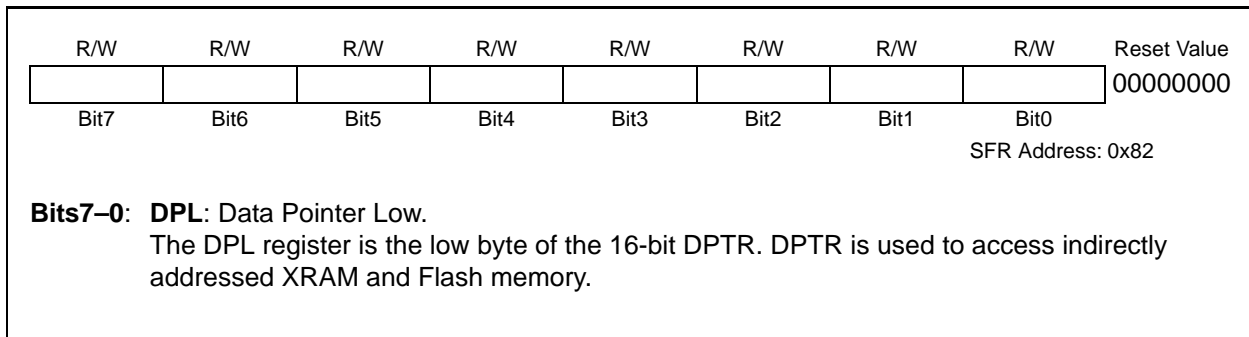 R/W R/W R/W R/W R/W R/W R/W R/W Reset Value
00000000
Bit7 Bit6 Bit5 Bit4 Bit3 Bit2 Bit1 Bit0
SFR Address: 0x82
Bits7–0: DPL: Data Pointer Low.
The DPL register is the low byte of the 16-bit DPTR. DPTR is used to access indirectly
addressed XRAM and Flash memory.